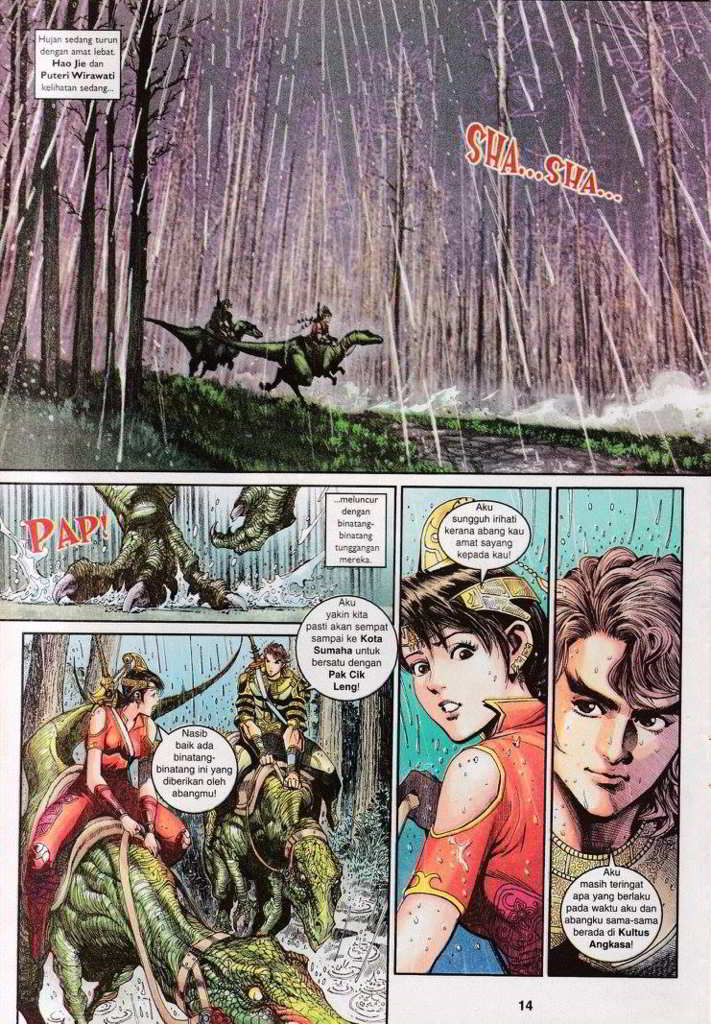 Hujan sedang turun
dengan amat lebat.
Hao Jie dan
Puteri Wirawati
kelihatan sedang...
SHA...SHA...
PAP!
...meluncur
dengan
binatang-
binatang
tunggangan
mereka.
Aku
yakin kita
pasti akan sempat
sampai ke Kota
Sumaha untuk
bersatu dengan
Pak Cik
Leng!
Nasib
baik ada
binatang-
binatang ini yang
diberikan oleh
abangmu!
Aku
sungguh irihati
kerana abang kau
amat sayang
kepada kau!
Aku
masih teringat
apa yang berlaku
pada waktu aku dan
abangku sama-sama
berada di Kultus
Angkasa!
14